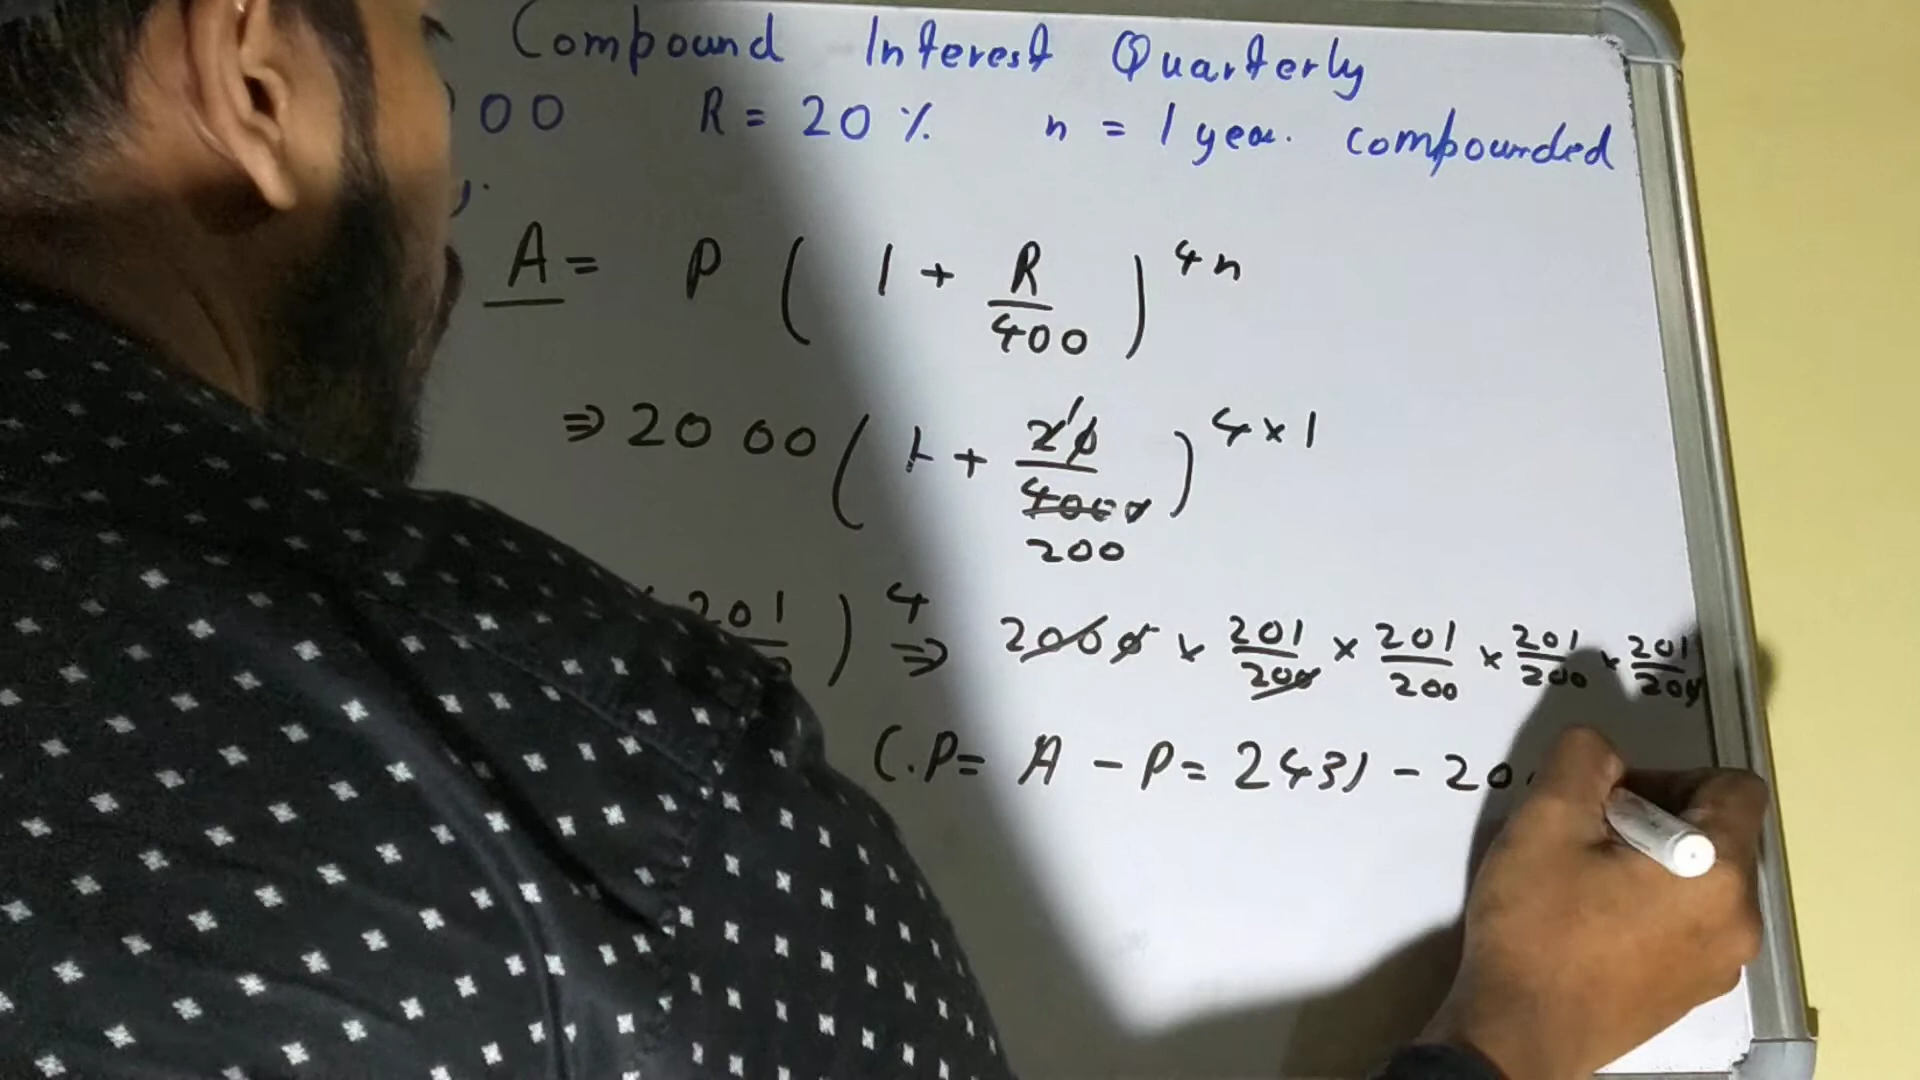 Compound Interest Quarterly
00 R = 20 % n = 1 year. compounded
y.
A = P ( 1 + R/400 )^4n
⇒ 2000 ( 1 + 20/4000 )^4×1
1
200
201 ) 4 ⇒ 2000 × 201/200 × 201/200 × 201/200 × 201/200
C.P = A - P = 2431 - 20